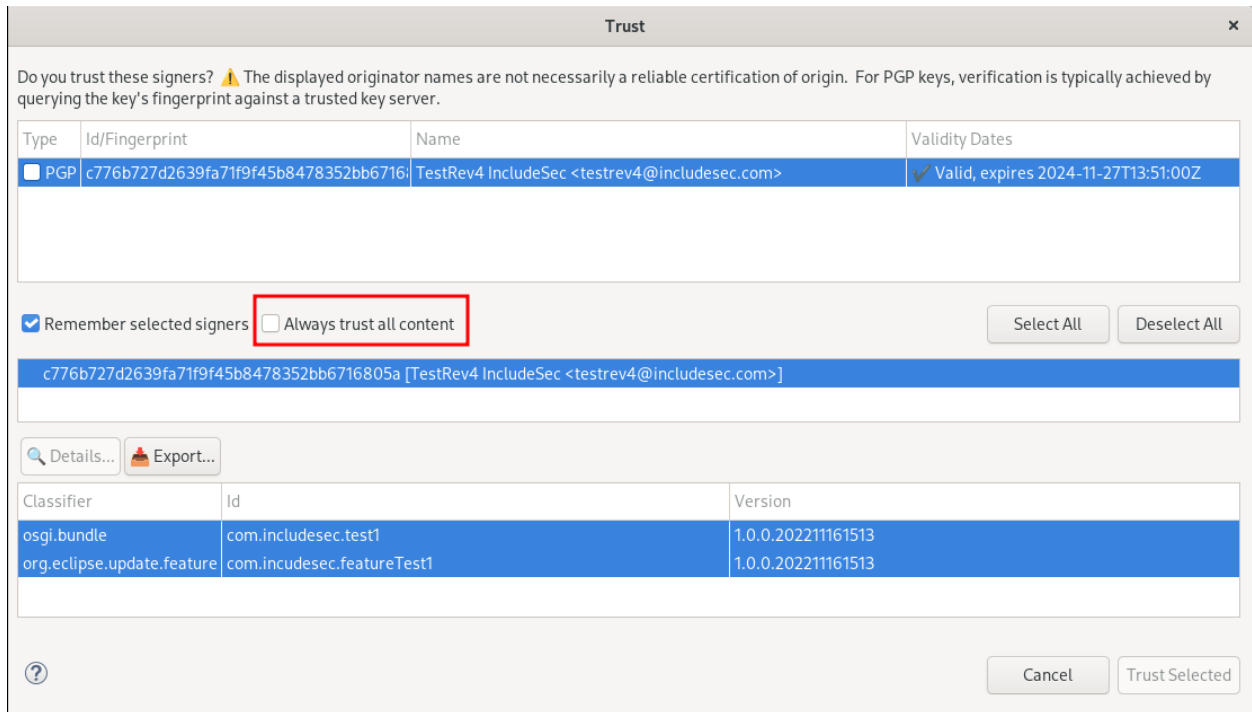 Trust
×
Do you trust these signers? ⚠ The displayed originator names are not necessarily a reliable certification of origin. For PGP keys, verification is typically achieved by
querying the key's fingerprint against a trusted key server.
Type Id/Fingerprint Name Validity Dates
PGP c776b727d2639fa71f9f45b8478352bb6716 TestRev4 IncludeSec <testrev4@includesec.com> ✔ Valid, expires 2024-11-27T13:51:00Z
Remember selected signers Always trust all content Select All Deselect All
c776b727d2639fa71f9f45b8478352bb6716805a [TestRev4 IncludeSec <testrev4@includesec.com>]
Details... Export...
Classifier Id Version
osgi.bundle com.includesec.test1 1.0.0.202211161513
org.eclipse.update.feature com.incudesec.featureTest1 1.0.0.202211161513
? Cancel Trust Selected